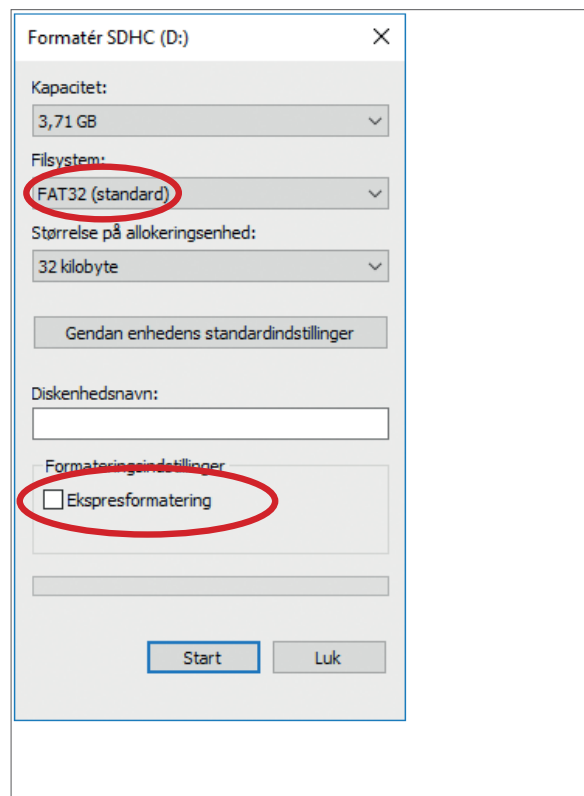 Formatér SDHC (D:)
Kapacitet:
3,71 GB
Filsystem:
FAT32 (standard)
Størrelse på allokeringsenhed:
32 kilobyte
Gendan enhedens standardindstillinger
Diskenhedsnavn:
Formateringsindstillinger
Ekspresformatering
Start
Luk